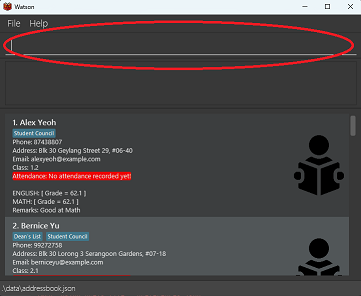 Watson
File Help
1. Alex Yeoh
Student Council
Phone: 87438807
Address: Blk 30 Geylang Street 29, #06-40
Email: alexyeoh@example.com
Class: 1.2
Attendance: No attendance recorded yet!
ENGLISH: [ Grade = 62.1 ]
MATH: [ Grade = 62.1 ]
Remarks: Good at Math
2. Bernice Yu
Dean's List Student Council
Phone: 99272758
Address: Blk 30 Lorong 3 Serangoon Gardens, #07-18
Email: berniceyu@example.com
Class: 2.1
.\data\addressbook.json